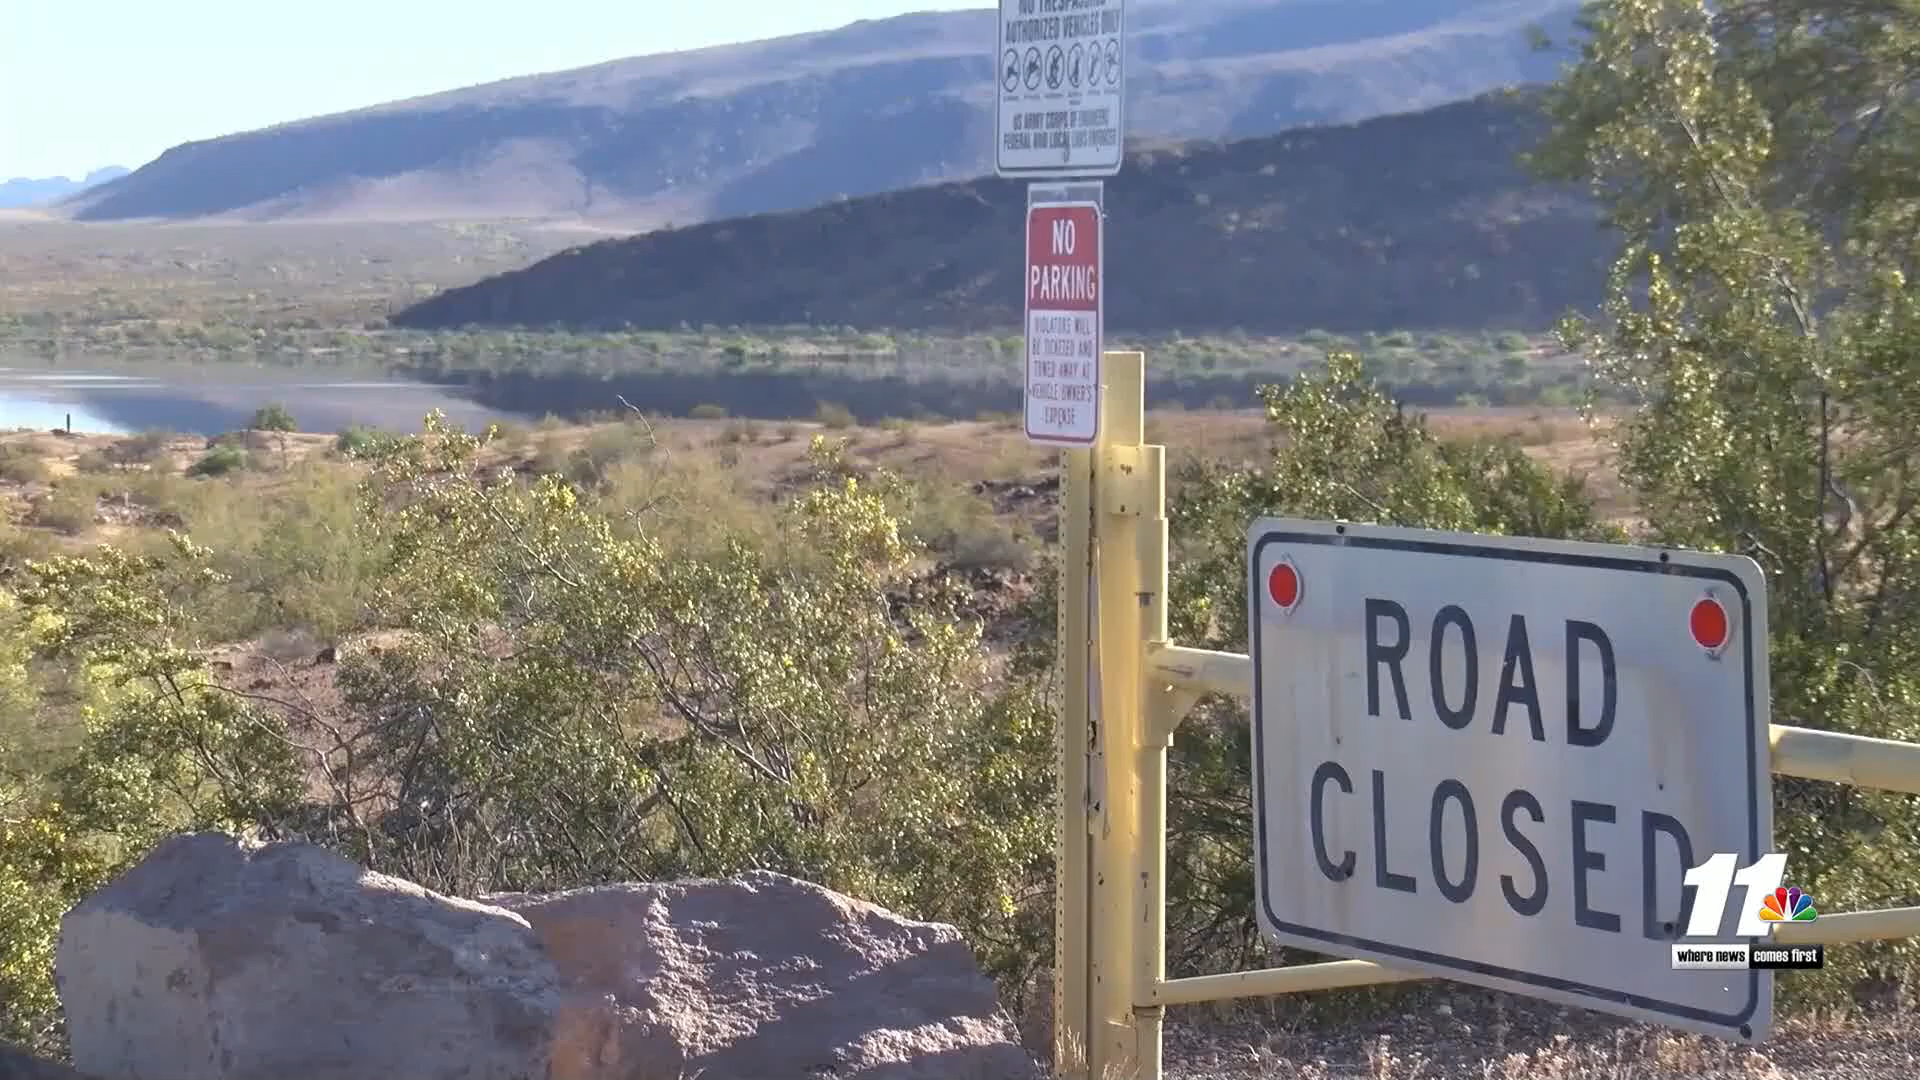 NO TRESPASSING
AUTHORIZED VEHICLES ONLY
US ARMY CORPS OF ENGINEERS
FEDERAL AND LOCAL LAWS ENFORCED
NO
PARKING
VIOLATORS WILL
BE TICKETED AND
TOWED AWAY AT
VEHICLE OWNER'S
EXPENSE
ROAD
CLOSED
11
where news comes first